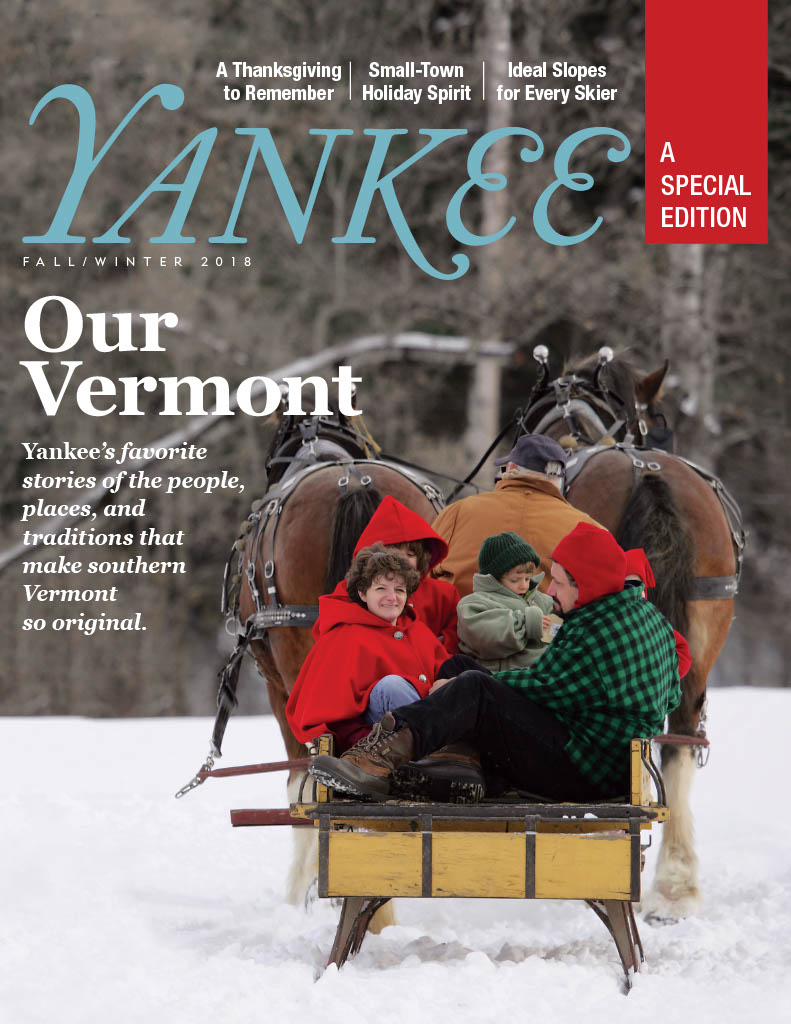 A Thanksgiving
to Remember
Small-Town
Holiday Spirit
Ideal Slopes
for Every Skier
A
SPECIAL
EDITION
YANKEE
FALL/WINTER 2018
Our
Vermont
Yankee's favorite
stories of the people,
places, and
traditions that
make southern
Vermont
so original.